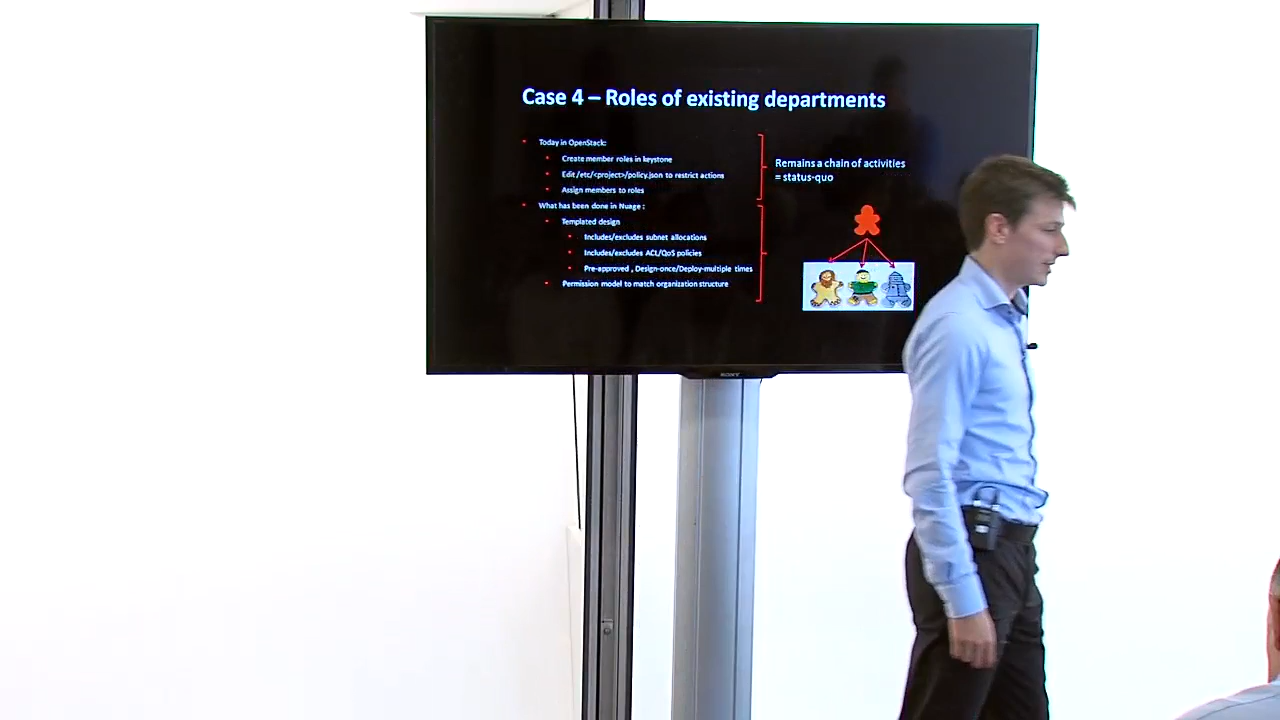 Case 4 – Roles of existing departments
Today in OpenStack:
Create member roles in keystone
Edit /etc/<project>/policy.json to restrict actions
Assign members to roles
What has been done in Nuage :
Templated design
Includes/excludes subnet allocations
Includes/excludes ACL/QoS policies
Pre-approved , Design-once/Deploy-multiple times
Permission model to match organization structure
Remains a chain of activities
= status-quo
SONY